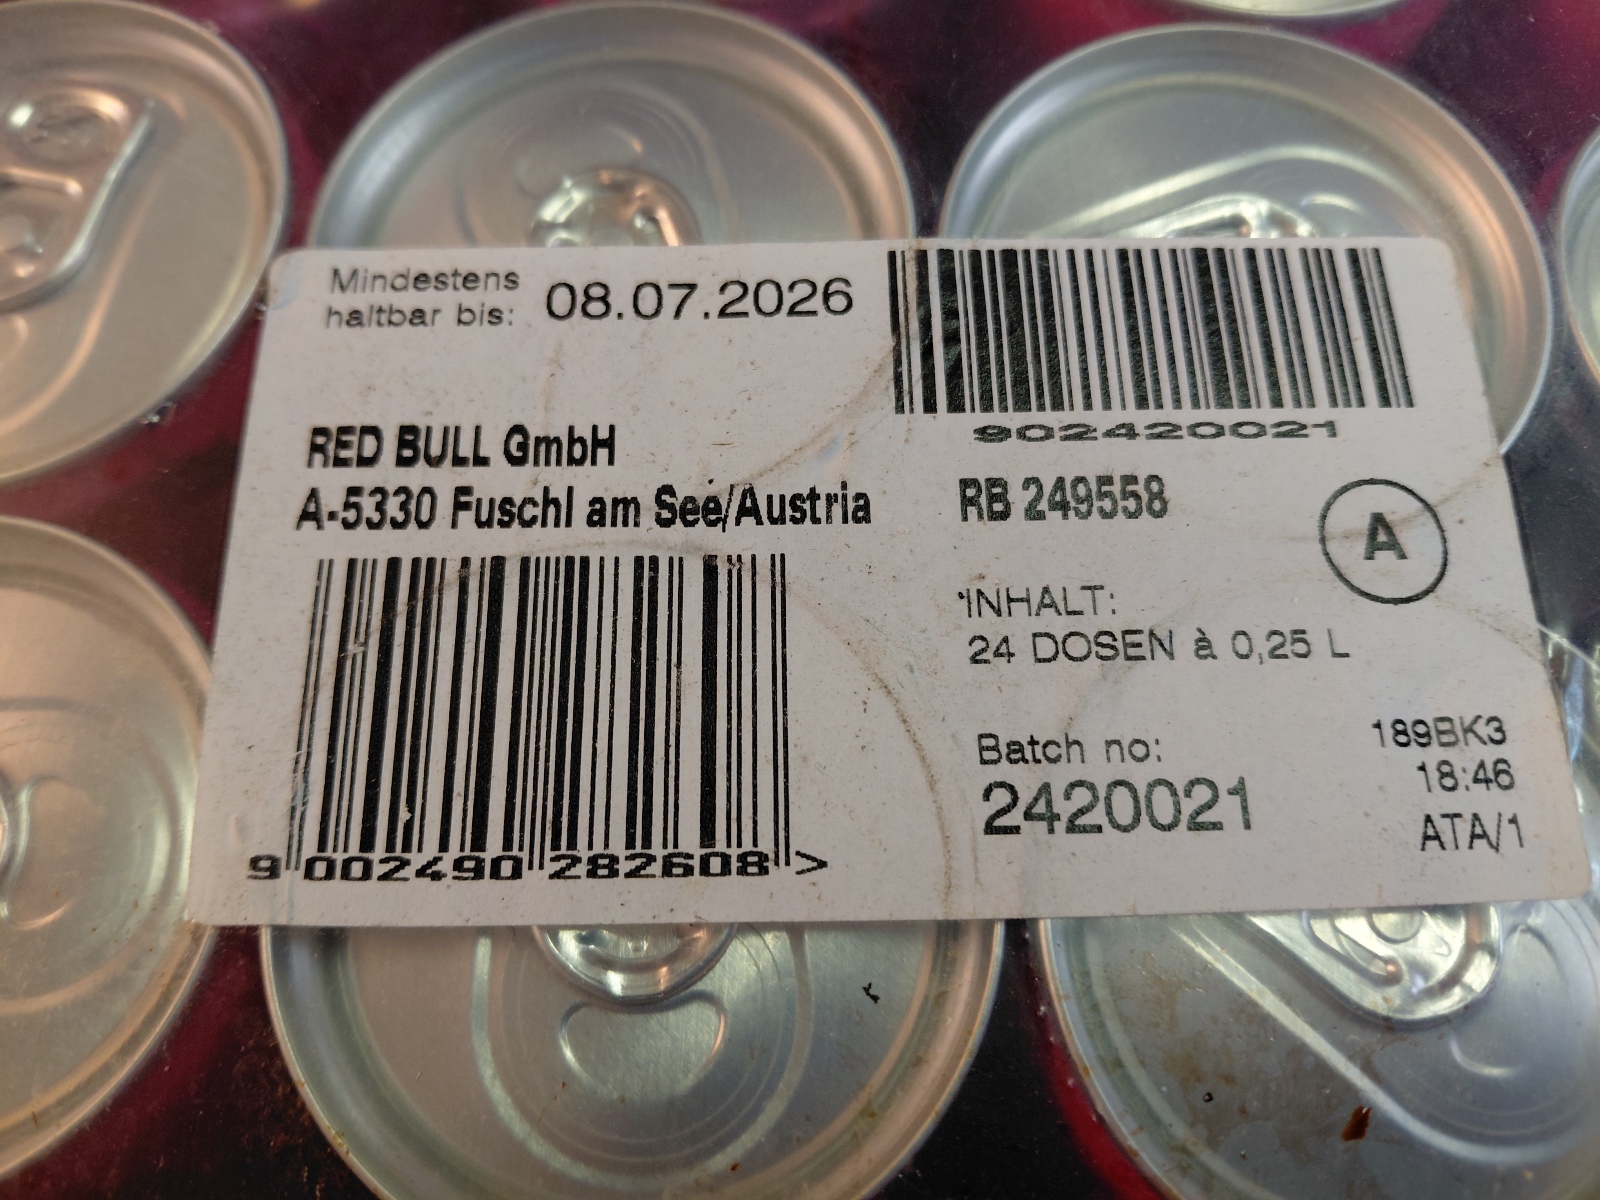 Mindestens
haltbar bis: 08.07.2026
902420021
RED BULL GmbH
A-5330 Fuschl am See/Austria
RB 249558
A
INHALT:
24 DOSEN à 0,25 L
Batch no:
2420021
189BK3
18:46
ATA/1
9 002490 282608 >